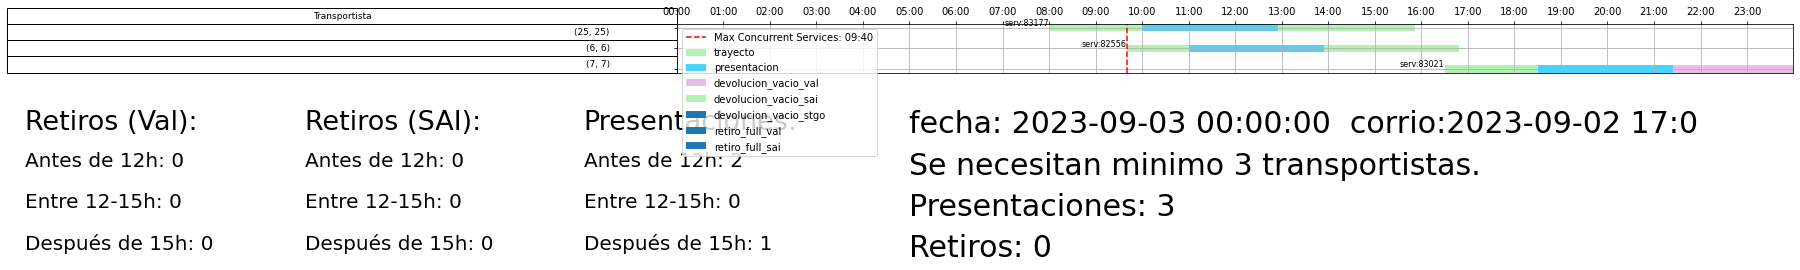 Transportista
00:00 01:00 02:00 03:00 04:00 05:00 06:00 07:00 08:00 09:00 10:00 11:00 12:00 13:00 14:00 15:00 16:00 17:00 18:00 19:00 20:00 21:00 22:00 23:00
(25, 25)
(6, 6)
(7, 7)
serv:83177
serv:82556
serv:83021
Max Concurrent Services: 09:40
trayecto
presentacion
devolucion_vacio_val
devolucion_vacio_sai
devolucion_vacio_stgo
retiro_full_val
retiro_full_sai
Retiros (Val):
Antes de 12h: 0
Entre 12-15h: 0
Después de 15h: 0
Retiros (SAI):
Antes de 12h: 0
Entre 12-15h: 0
Después de 15h: 0
Presentaciones:
Antes de 12h: 2
Entre 12-15h: 0
Después de 15h: 1
fecha: 2023-09-03 00:00:00 corrio:2023-09-02 17:0
Se necesitan minimo 3 transportistas.
Presentaciones: 3
Retiros: 0